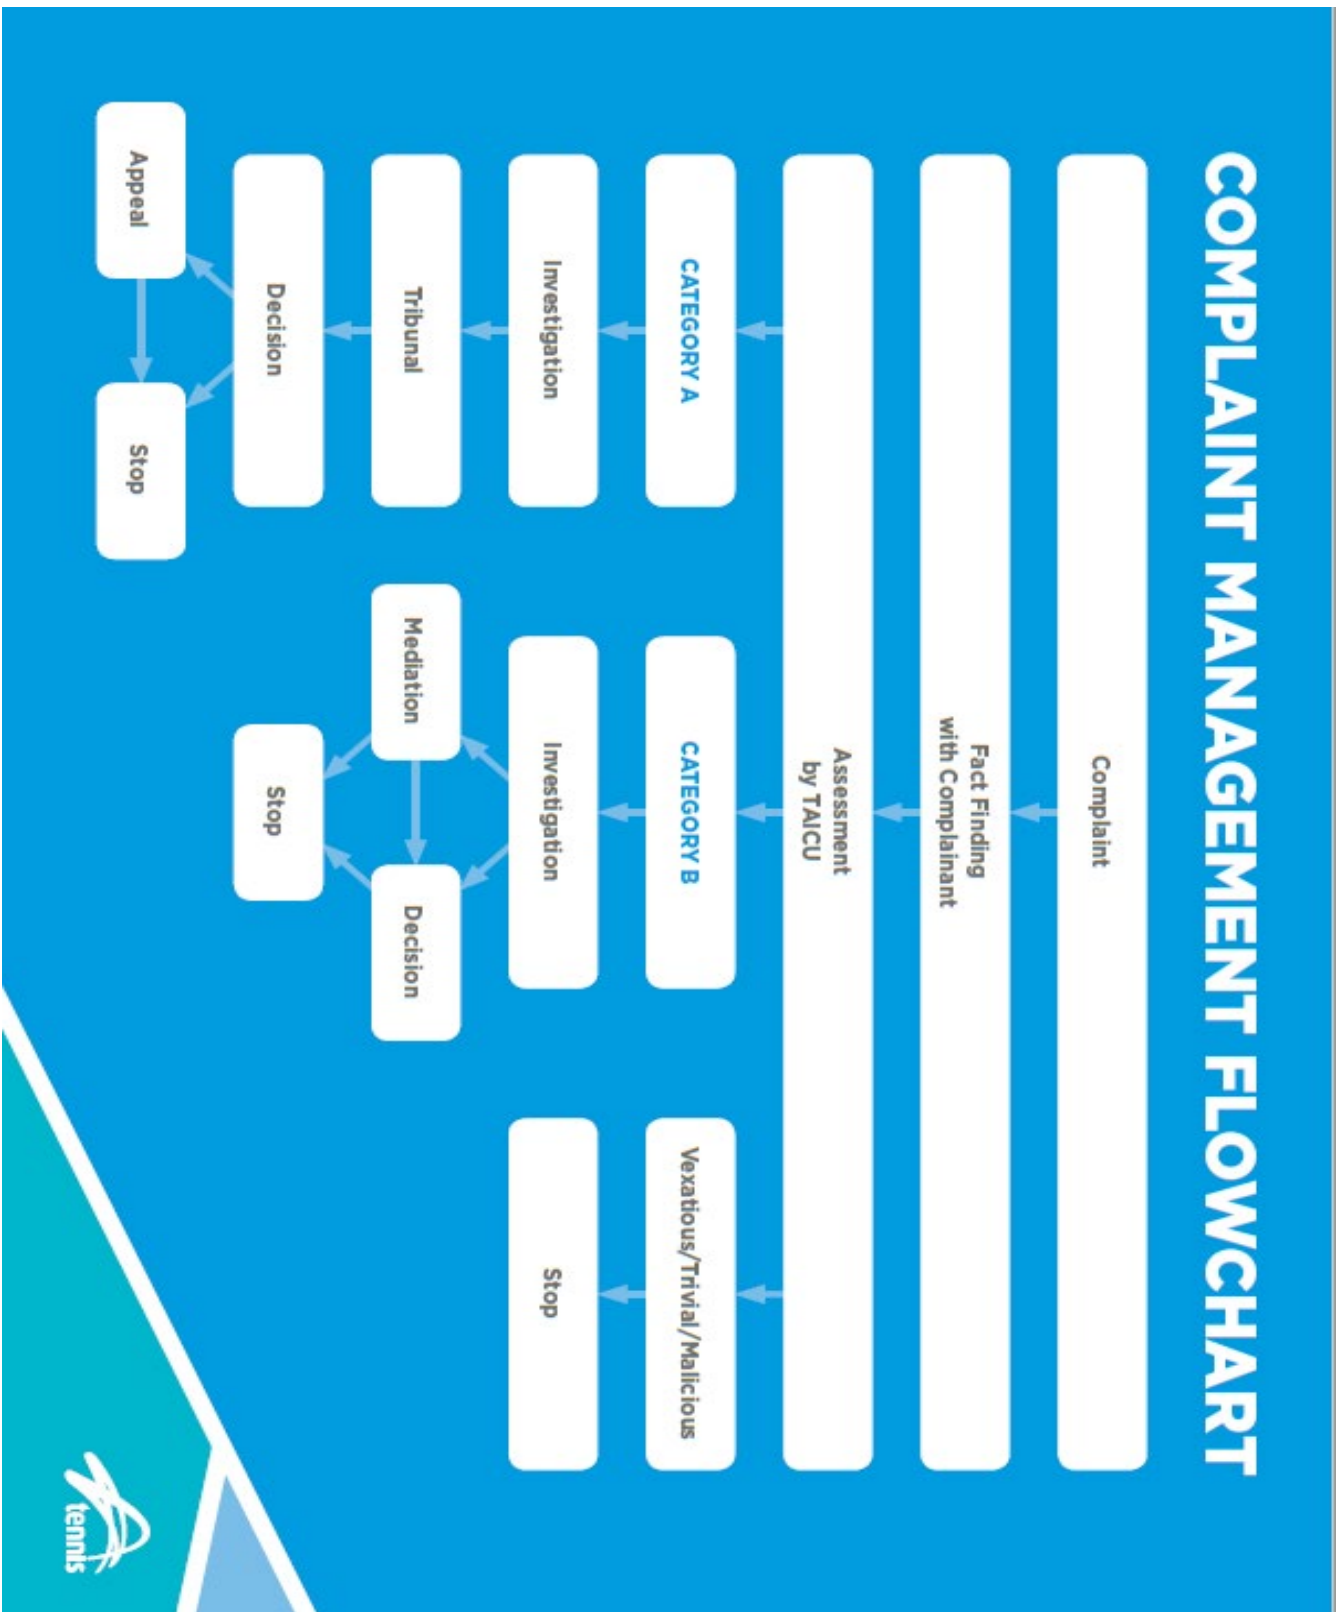 COMPLAINT MANAGEMENT FLOWCHART
Complaint
Fact Finding
with Complainant
Assessment
by TAICU
CATEGORY A
CATEGORY B
Vexatious/Trivial/Malicious
Investigation
Investigation
Stop
Tribunal
Mediation
Decision
Decision
Stop
Appeal
Stop
tennis